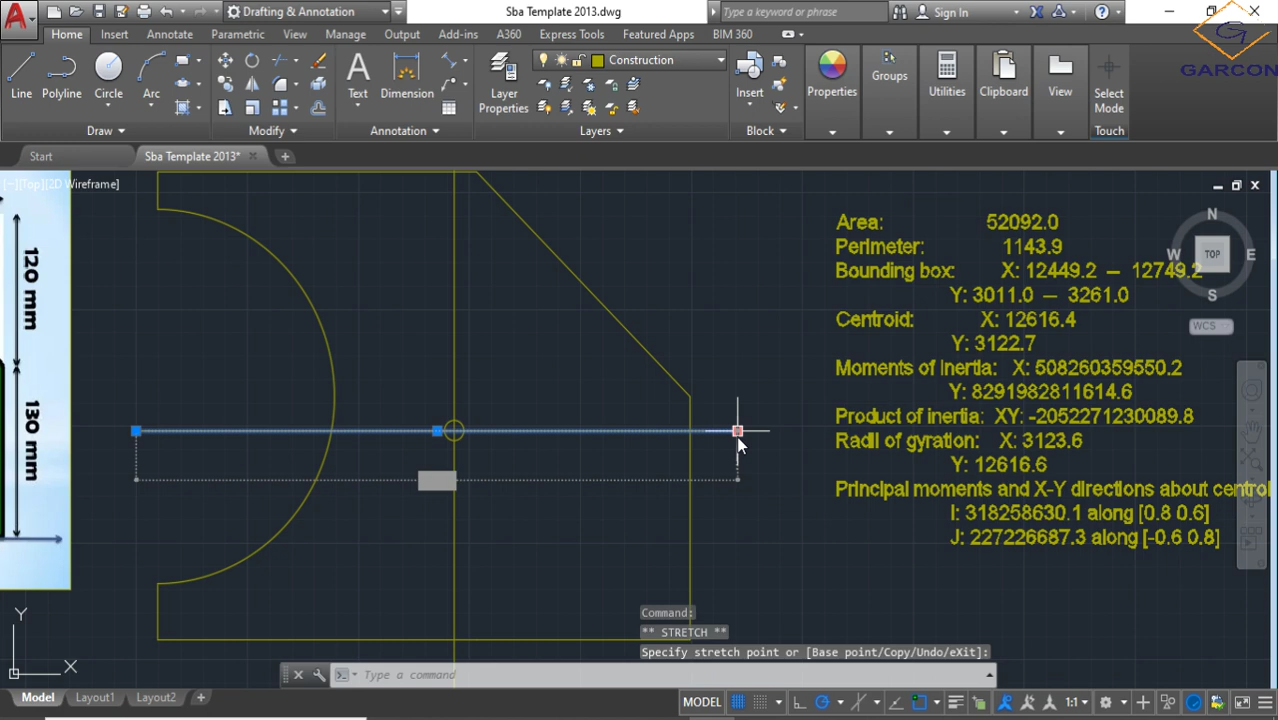 Drafting & Annotation
Sba Template 2013.dwg
Type a keyword or phrase
Sign In
Home Insert Annotate Parametric View Manage Output Add-ins A360 Express Tools Featured Apps BIM 360
GARCON
Line Polyline Circle Arc
Text Dimension
Layer Properties
Construction
Insert
Properties
Groups
Utilities
Clipboard
View
Select Mode
Draw Modify Annotation Layers Block Touch
Start Sba Template 2013*
[−][Top][2D Wireframe]
120 mm
130 mm
Area: 52092.0
Perimeter: 1143.9
Bounding box: X: 12449.2 — 12749.2
Y: 3011.0 — 3261.0
Centroid: X: 12616.4
Y: 3122.7
Moments of inertia: X: 508260359550.2
Y: 8291982811614.6
Product of inertia: XY: -2052271230089.8
Radii of gyration: X: 3123.6
Y: 12616.6
Principal moments and X-Y directions about centroi
I: 318258630.1 along [0.8 0.6]
J: 227226687.3 along [-0.6 0.8]
N
W TOP E
S
WCS
Y
X
Command:
** STRETCH **
Specify stretch point or [Base point/Copy/Undo/eXit]:
Type a command
Model Layout1 Layout2
MODEL 1:1